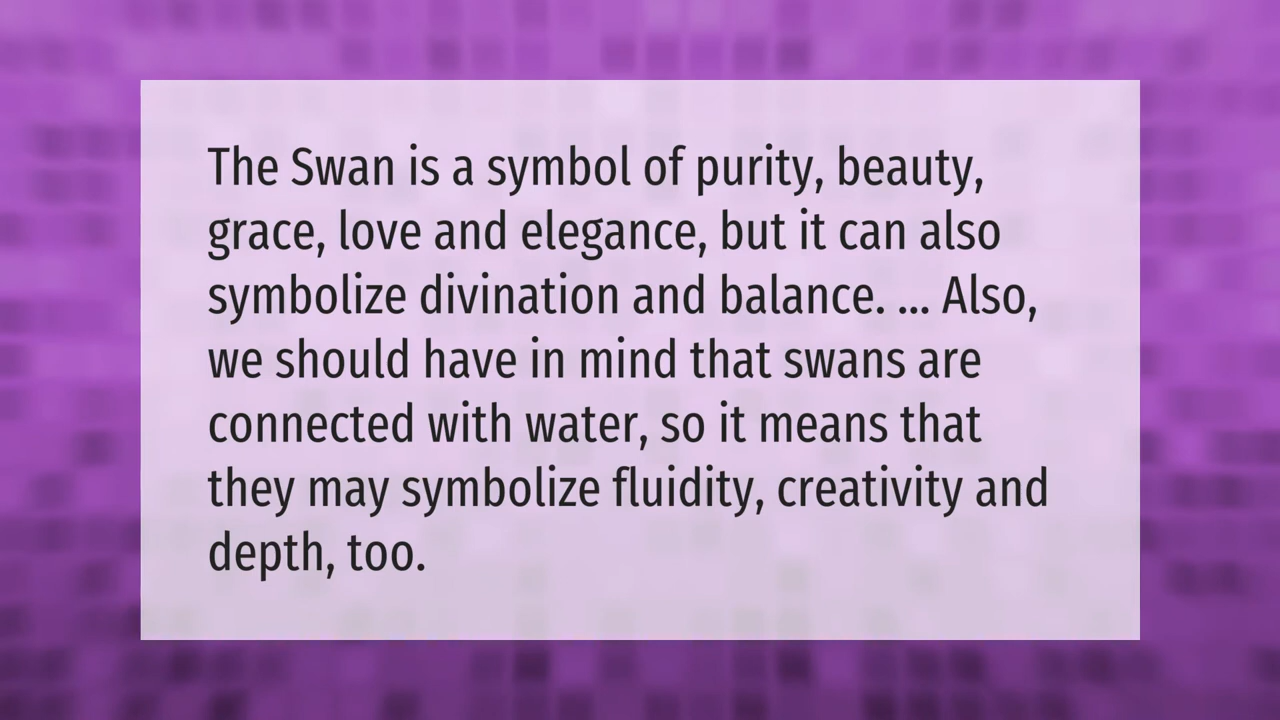 The Swan is a symbol of purity, beauty,
grace, love and elegance, but it can also
symbolize divination and balance. ... Also,
we should have in mind that swans are
connected with water, so it means that
they may symbolize fluidity, creativity and
depth, too.